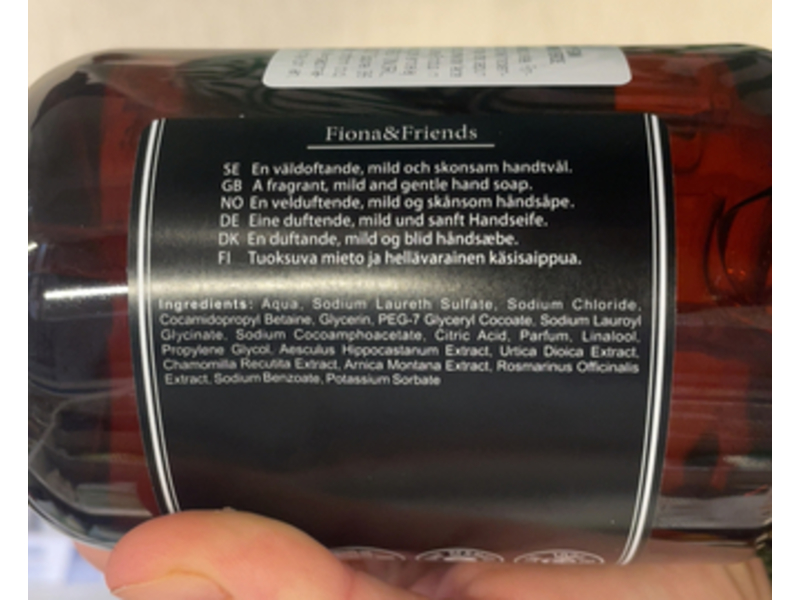 Fiona&Friends
SE En väldoftande, mild och skonsam handtvål.
GB A fragrant, mild and gentle hand soap.
NO En velduftende, mild og skånsom håndsåpe.
DE Eine duftende, mild und sanft Handseife.
DK En duftande, mild og blid håndsæbe.
FI Tuoksuva mieto ja hellävarainen käsisaippua.
Ingredients: Aqua, Sodium Laureth Sulfate, Sodium Chloride,
Cocamidopropyl Betaine, Glycerin, PEG-7 Glyceryl Cocoate, Sodium Lauroyl
Glycinate, Sodium Cocoamphoacetate, Citric Acid, Parfum, Linalool,
Propylene Glycol, Aesculus Hippocastanum Extract, Urtica Dioica Extract,
Chamomilla Recutita Extract, Arnica Montana Extract, Rosmarinus Officinalis
Extract, Sodium Benzoate, Potassium Sorbate